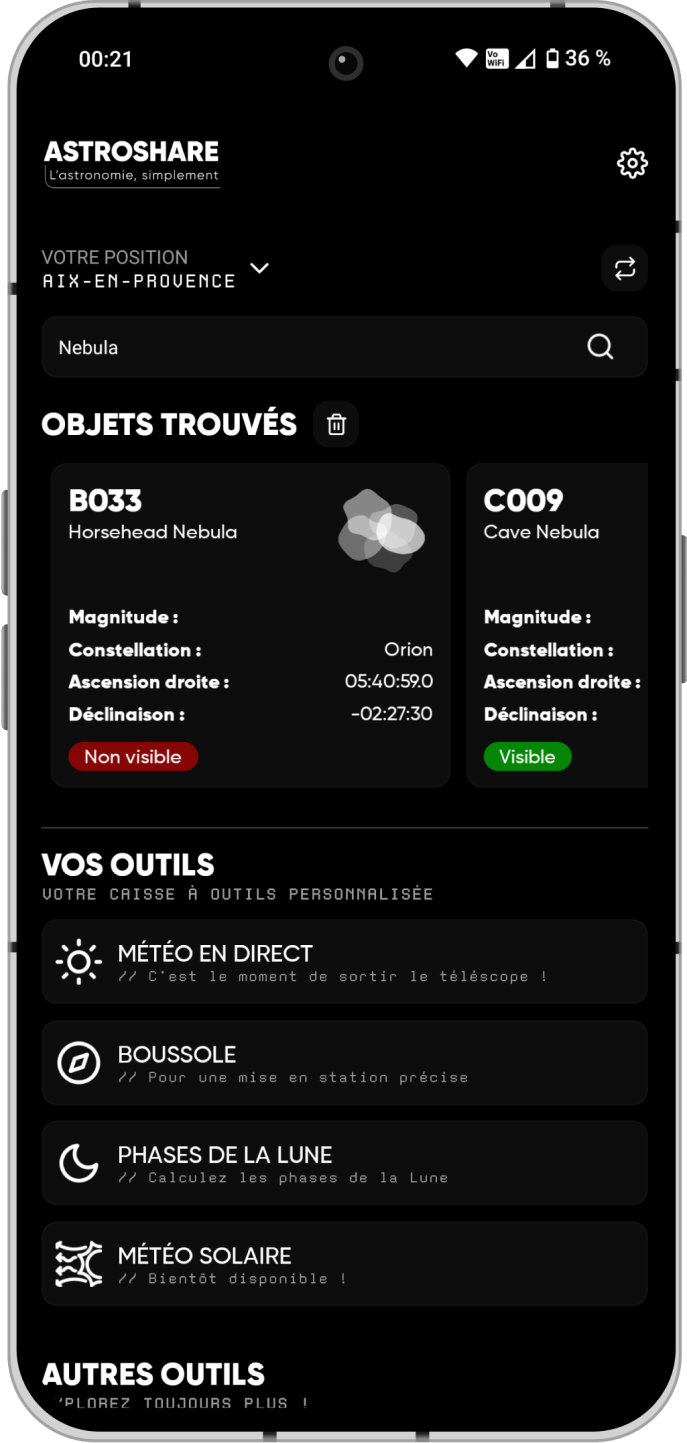 00:21
Vo WiFi
36 %
ASTROSHARE
L'astronomie, simplement
VOTRE POSITION
AIX-EN-PROVENCE
Nebula
OBJETS TROUVÉS
B033
Horsehead Nebula
Magnitude :
Constellation : Orion
Ascension droite : 05:40:59.0
Déclinaison : -02:27:30
Non visible
C009
Cave Nebula
Magnitude :
Constellation :
Ascension droite :
Déclinaison :
Visible
VOS OUTILS
VOTRE CAISSE À OUTILS PERSONNALISÉE
MÉTÉO EN DIRECT
// C'est le moment de sortir le téléscope !
BOUSSOLE
// Pour une mise en station précise
PHASES DE LA LUNE
// Calculez les phases de la Lune
MÉTÉO SOLAIRE
// Bientôt disponible !
AUTRES OUTILS
TOUJOURS PLUS !